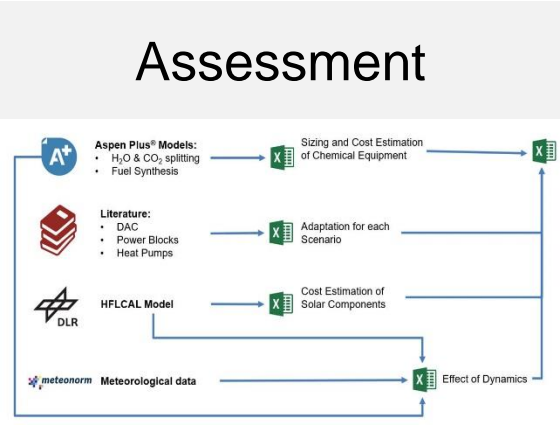 Assessment
A+
Aspen Plus® Models:
• H₂O & CO₂ splitting
• Fuel Synthesis
X
Sizing and Cost Estimation
of Chemical Equipment
X
Literature:
• DAC
• Power Blocks
• Heat Pumps
X
Adaptation for each
Scenario
DLR
HFLCAL Model
X
Cost Estimation of
Solar Components
meteonorm
Meteorological data
X
Effect of Dynamics